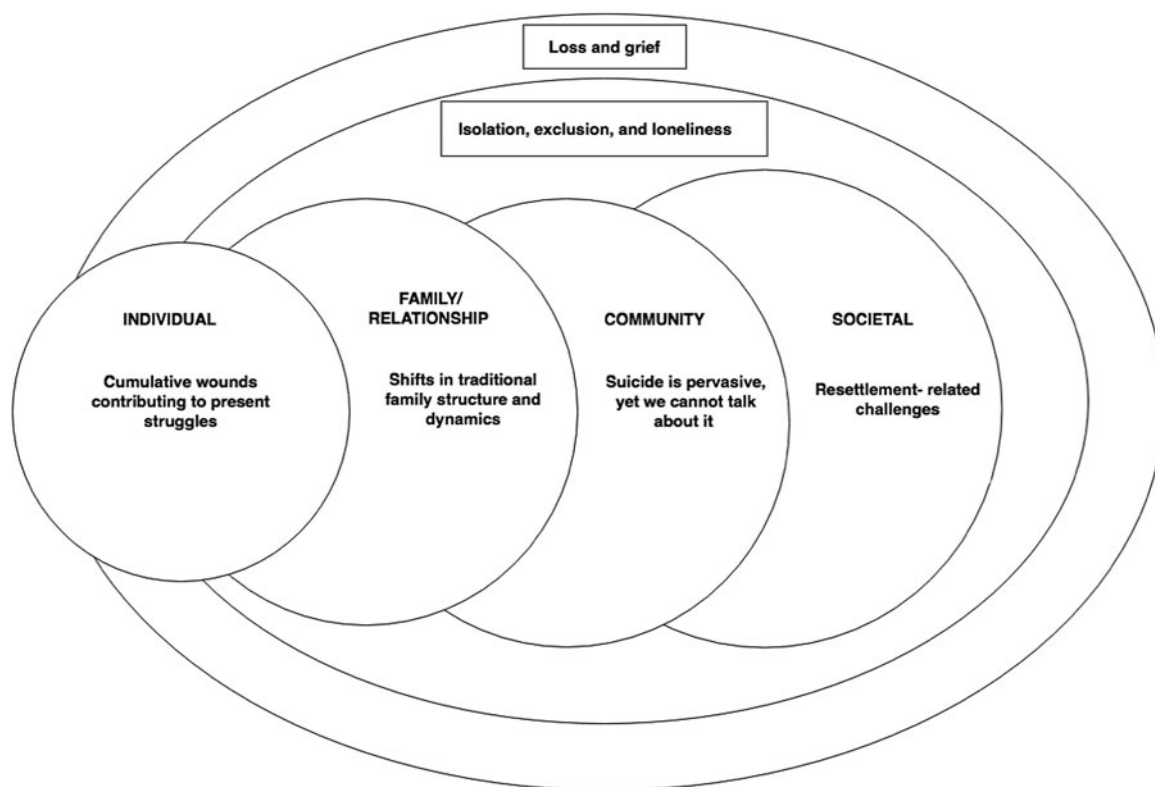 Loss and grief
Isolation, exclusion, and loneliness
INDIVIDUAL
Cumulative wounds
contributing to present
struggles
FAMILY/
RELATIONSHIP
Shifts in traditional
family structure and
dynamics
COMMUNITY
Suicide is pervasive,
yet we cannot talk
about it
SOCIETAL
Resettlement- related
challenges